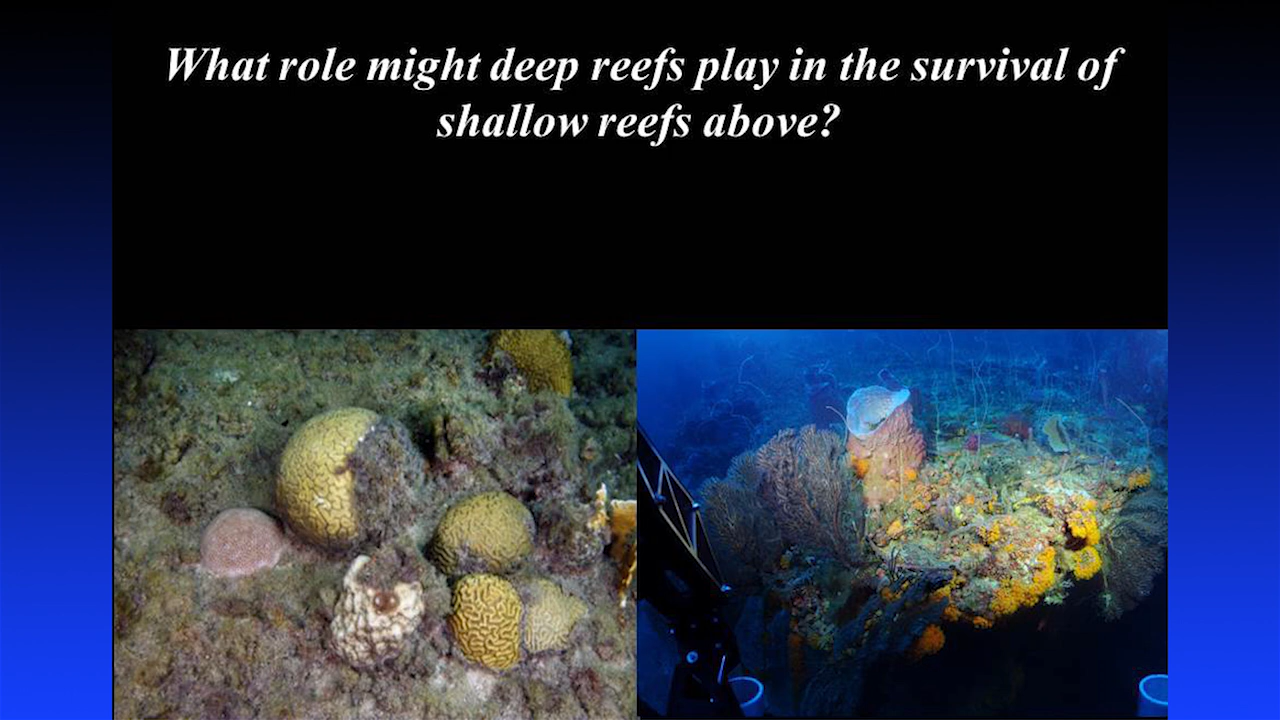 What role might deep reefs play in the survival of
shallow reefs above?